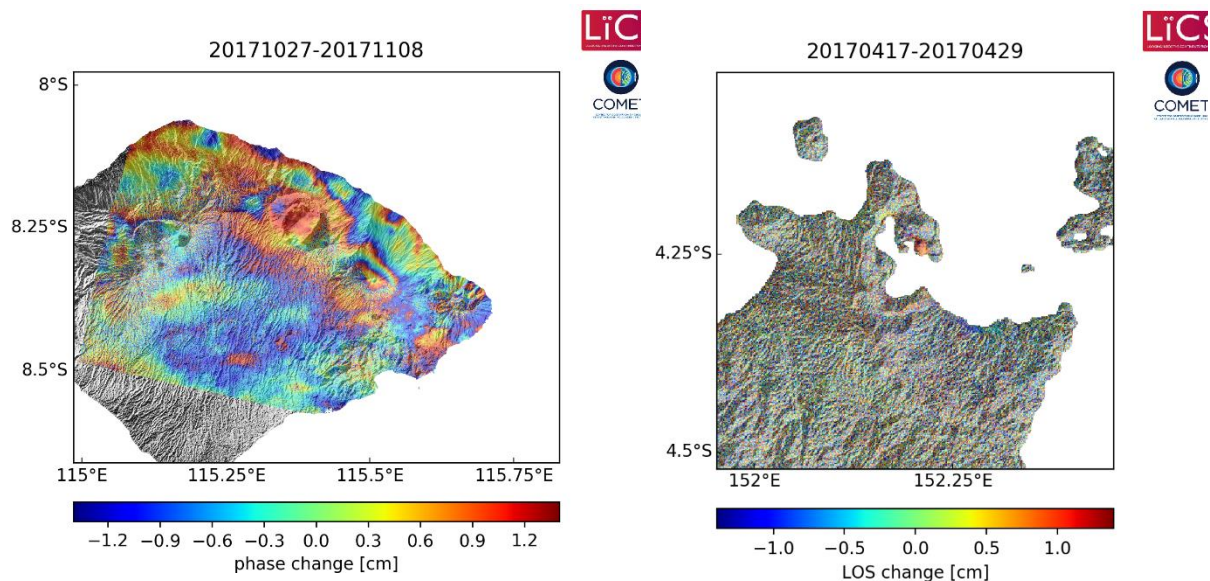 LiC
20171027-20171108
COMET
8°S
8.25°S
8.5°S
115°E
115.25°E
115.5°E
115.75°E
−1.2
−0.9
−0.6
−0.3
0.0
0.3
0.6
0.9
1.2
phase change [cm]
LiCS
20170417-20170429
COMET
4.25°S
4.5°S
152°E
152.25°E
−1.0
−0.5
0.0
0.5
1.0
LOS change [cm]